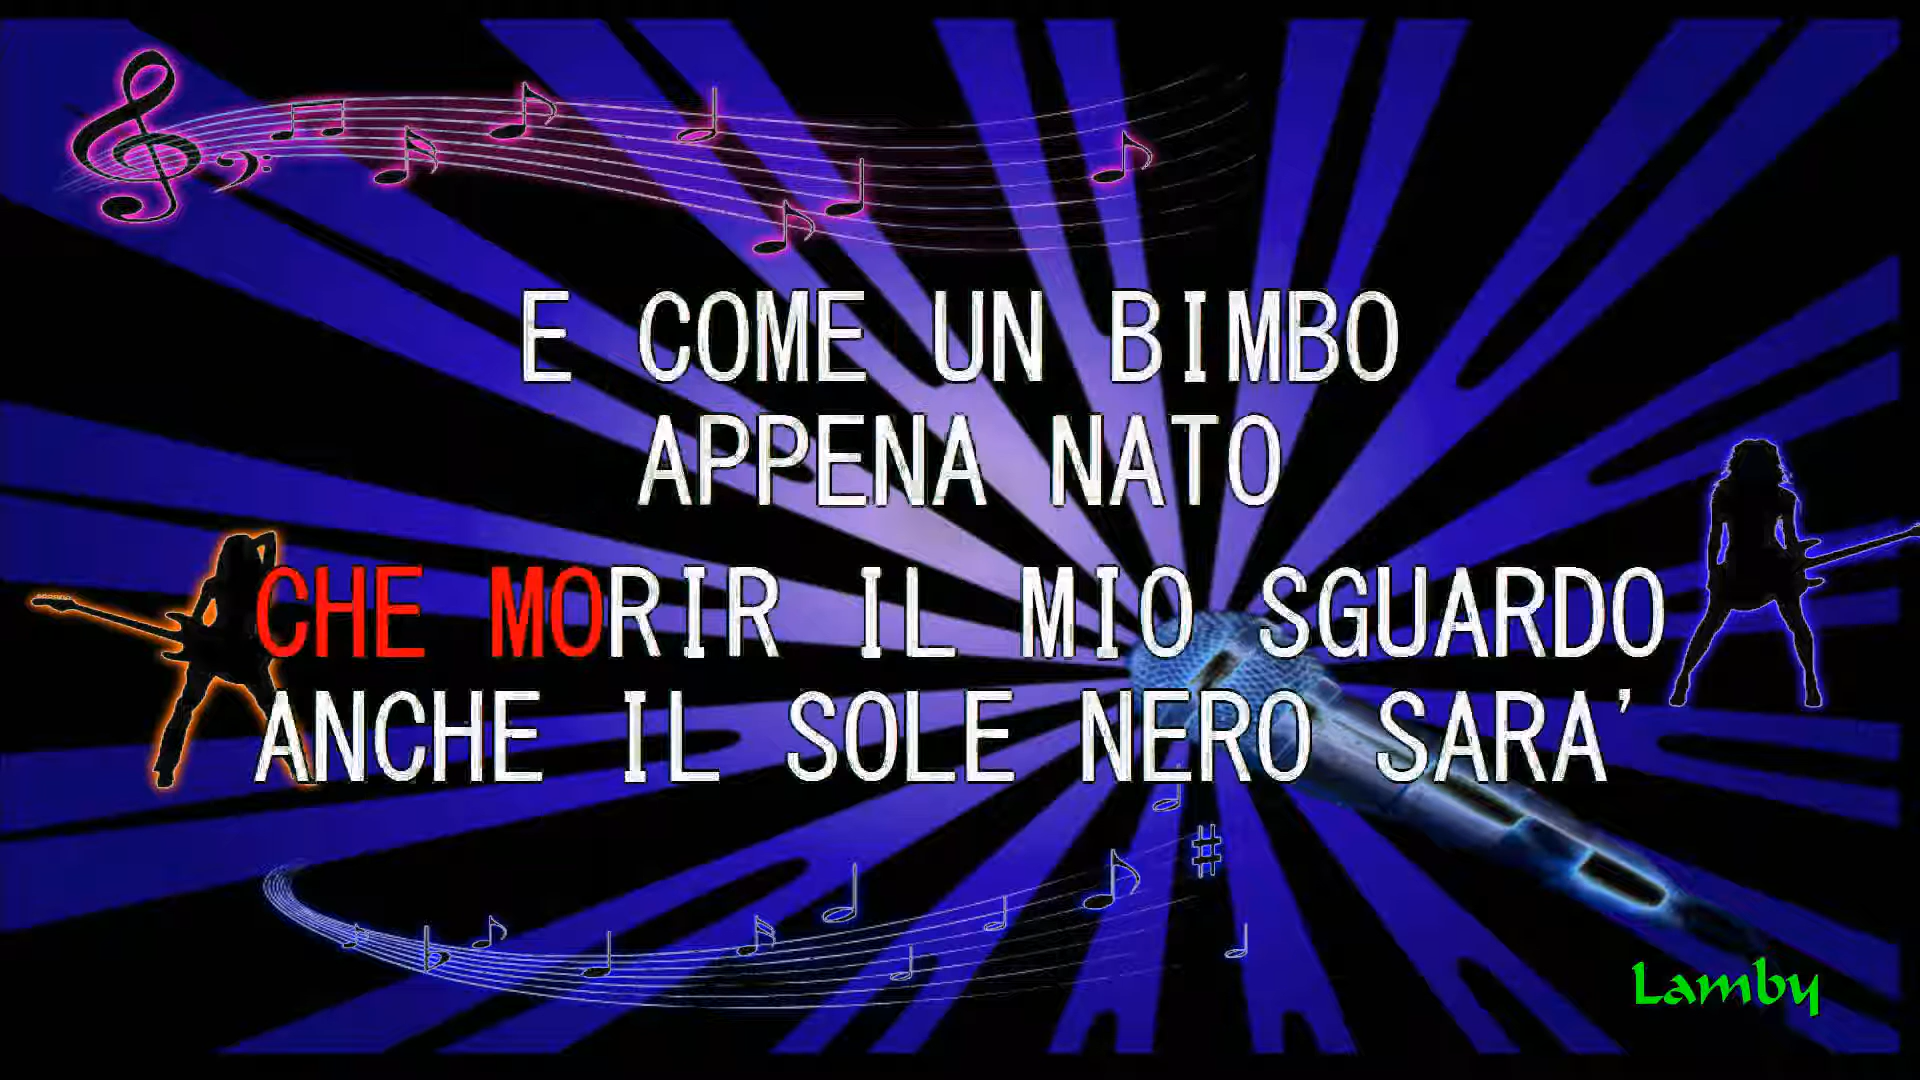 E COME UN BIMBO
APPENA NATO
CHE MORIR IL MIO SGUARDO
ANCHE IL SOLE NERO SARA'
Lamby